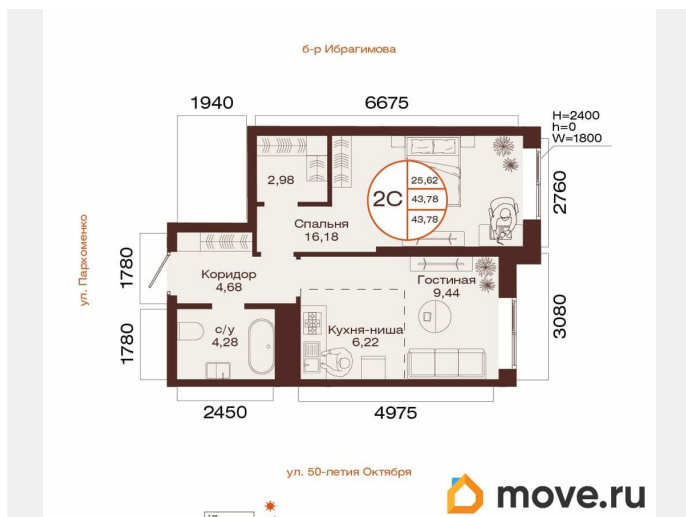 б-р Ибрагимова
1940
6675
H=2400
h=0
W=1800
2,98
2С
25,62
43,78
43,78
2760
Спальня
16,18
ул. Пархоменко
1780
Коридор
4,68
Гостиная
9,44
3080
1780
с/у
4,28
Кухня-ниша
6,22
2450
4975
ул. 50-летия Октября
move.ru